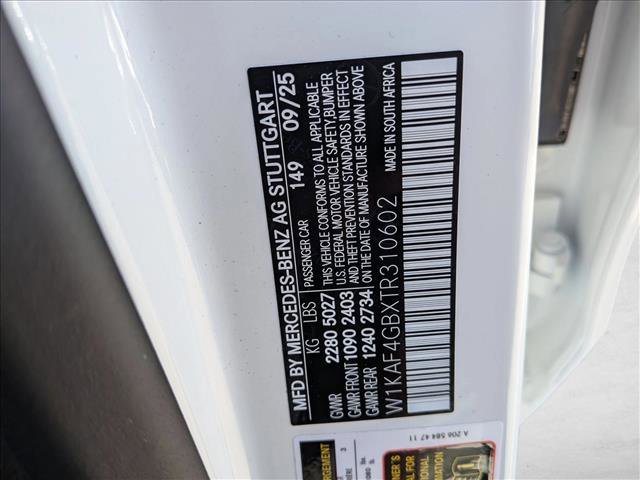 MFD BY MERCEDES-BENZ AG STUTTGART
149 09/25
KG LBS PASSENGER CAR
GVWR 2280 5027
GAWR FRONT 1090 2403
GAWR REAR 1240 2734
THIS VEHICLE CONFORMS TO ALL APPLICABLE
U.S. FEDERAL MOTOR VEHICLE SAFETY,BUMPER
AND THEFT PREVENTION STANDARDS IN EFFECT
ON THE DATE OF MANUFACTURE SHOWN ABOVE
W1KAF4GBXTR310602 MADE IN SOUTH AFRICA
A 206 584 47 11